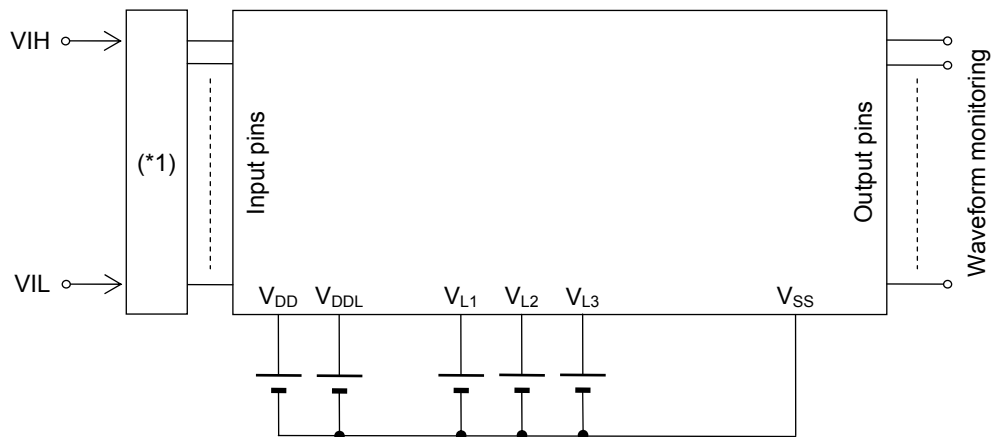 VIH
(*1)
VIL
Input pins
Output pins
Waveform monitoring
VDD VDDL VL1 VL2 VL3 VSS